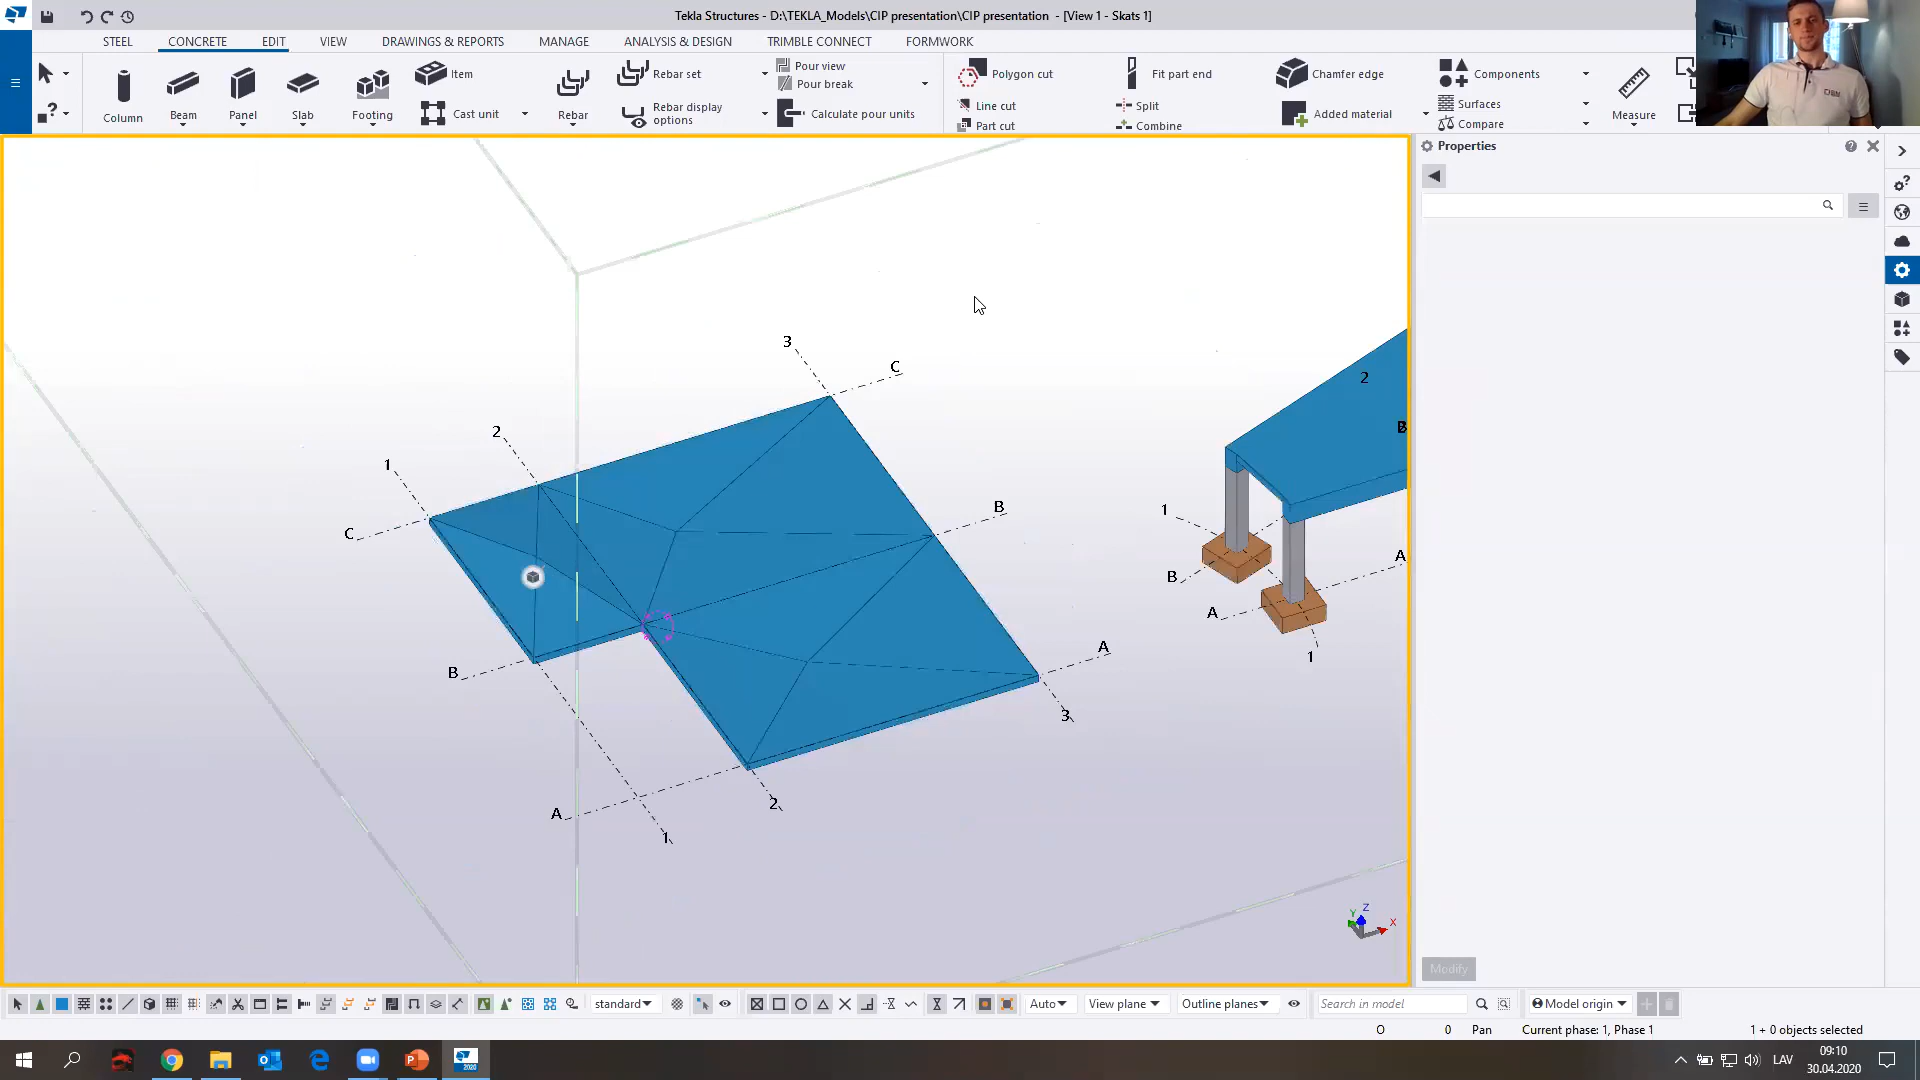 Tekla Structures - D:\TEKLA_Models\CIP presentation\CIP presentation - [View 1 - Skats 1]
STEEL CONCRETE EDIT VIEW DRAWINGS & REPORTS MANAGE ANALYSIS & DESIGN TRIMBLE CONNECT FORMWORK
Column
Beam
Panel
Slab
Footing
Item
Cast unit
Rebar
Rebar set
Rebar display options
Pour view
Pour break
Calculate pour units
Polygon cut
Line cut
Part cut
Fit part end
Split
Combine
Chamfer edge
Added material
Components
Surfaces
Compare
Measure
Properties
3
C
2
1
C
B
B
A
3
A
2
1
2
B
1
B
A
A
1
Z
Y
X
Modify
standard
Auto
View plane
Outline planes
Search in model
Model origin
O 0 Pan Current phase: 1, Phase 1 1 + 0 objects selected
2020
LAV
09:10
30.04.2020